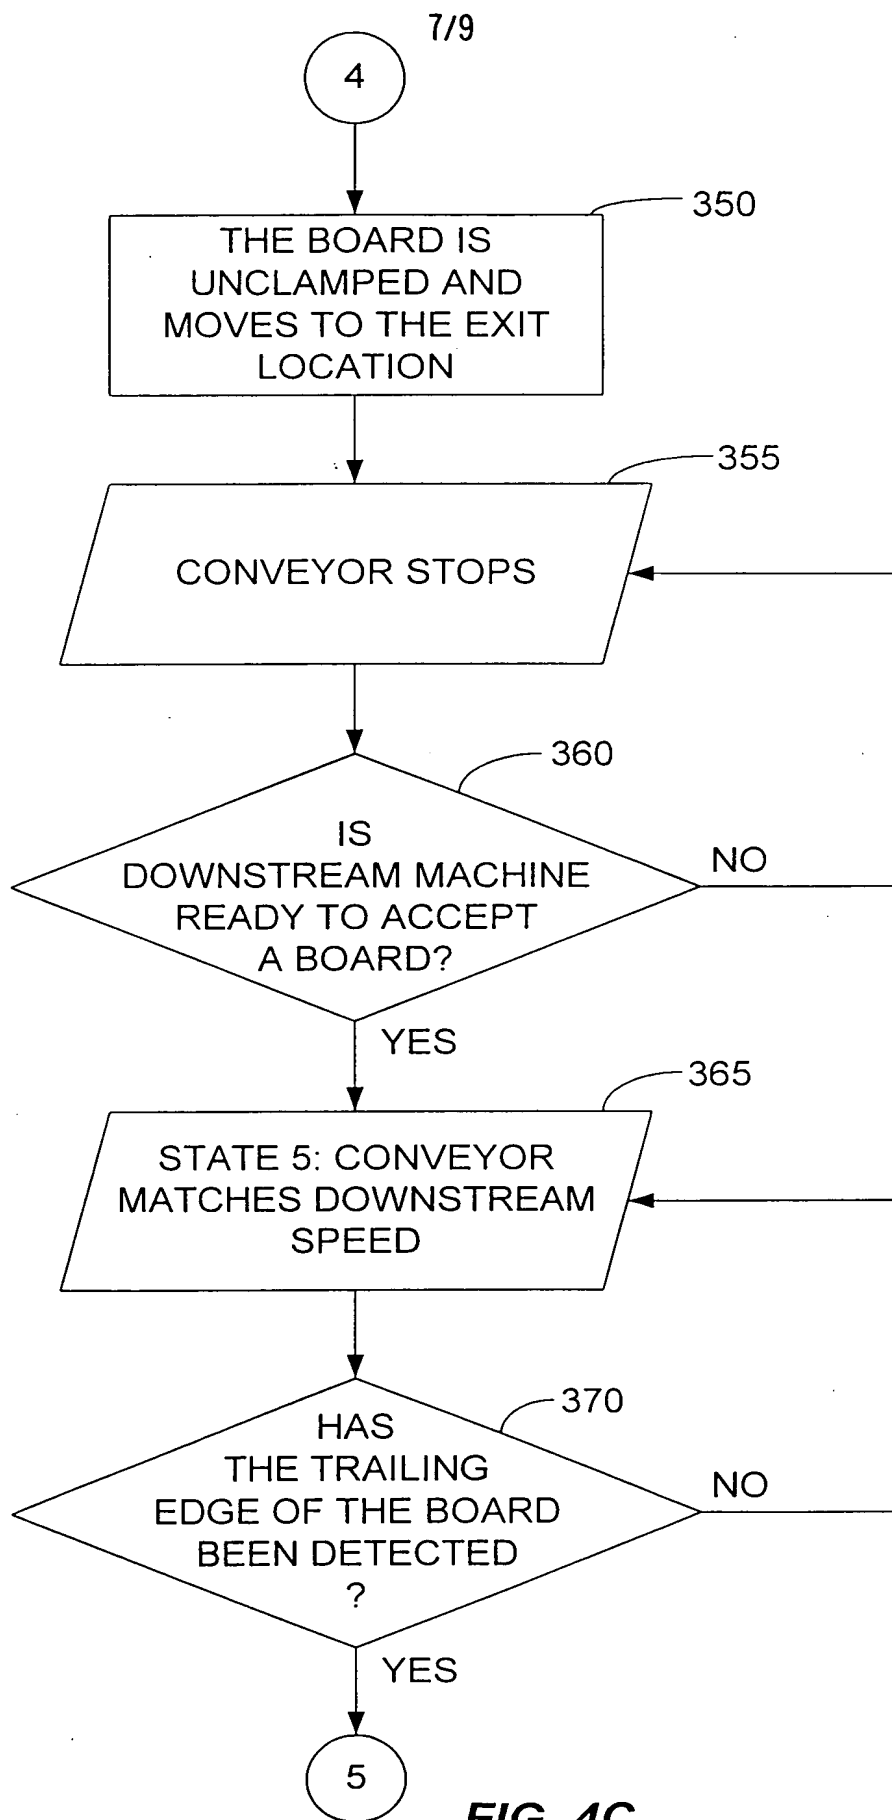 7/9
4
350
THE BOARD IS
UNCLAMPED AND
MOVES TO THE EXIT
LOCATION
355
CONVEYOR STOPS
360
IS
DOWNSTREAM MACHINE
READY TO ACCEPT
A BOARD?
NO
YES
365
STATE 5: CONVEYOR
MATCHES DOWNSTREAM
SPEED
370
HAS
THE TRAILING
EDGE OF THE BOARD
BEEN DETECTED
?
NO
YES
5
FIG. 4C